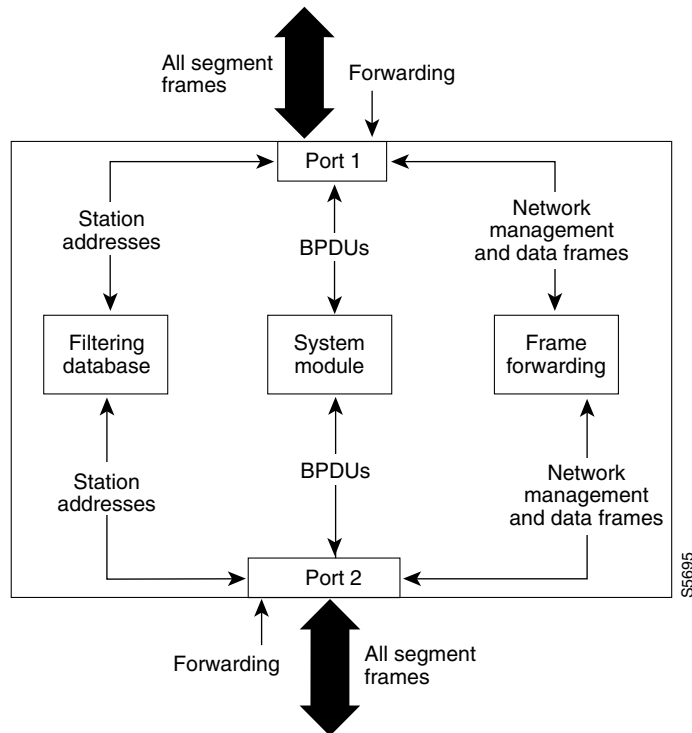 All segment
frames
Forwarding
Port 1
Station
addresses
BPDUs
Network
management
and data frames
Filtering
database
System
module
Frame
forwarding
Station
addresses
BPDUs
Network
management
and data frames
Port 2
S5695
Forwarding
All segment
frames